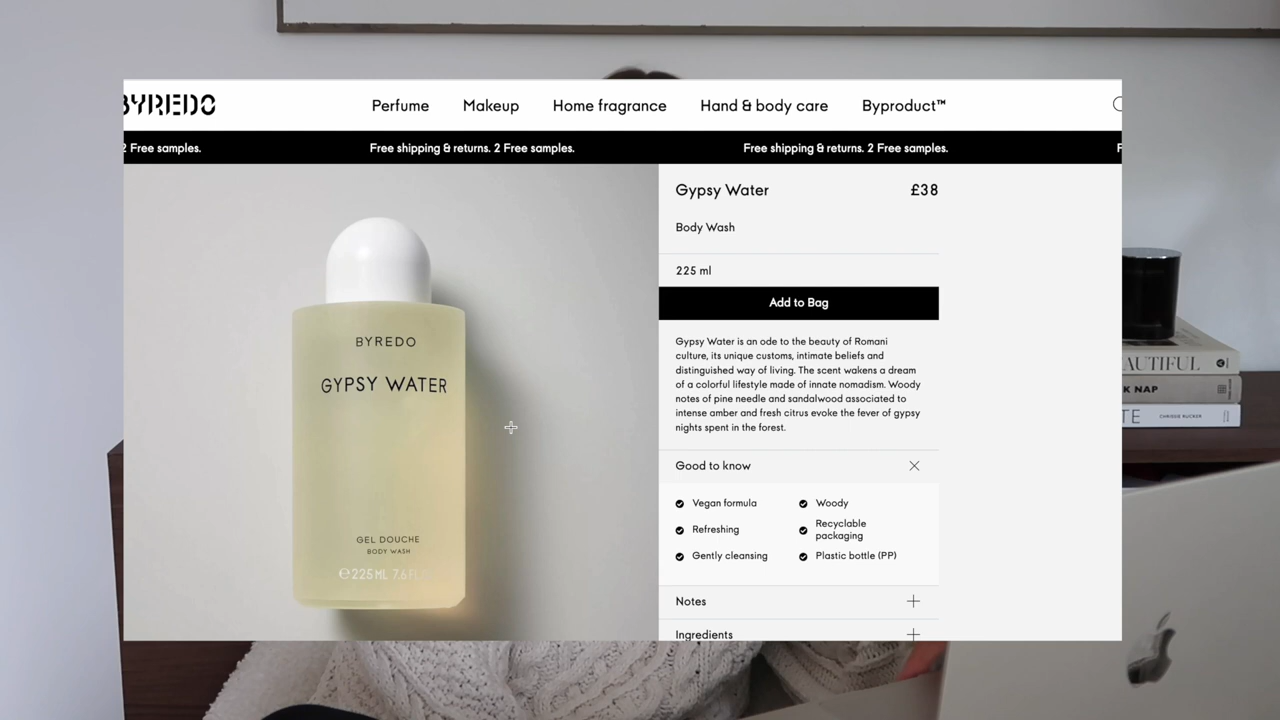 BYREDO
Perfume Makeup Home fragrance Hand & body care Byproduct™
2 Free samples. Free shipping & returns. 2 Free samples. Free shipping & returns. 2 Free samples. F
Gypsy Water £38
Body Wash
225 ml
Add to Bag
Gypsy Water is an ode to the beauty of Romani
culture, its unique customs, intimate beliefs and
distinguished way of living. The scent wakens a dream
of a colorful lifestyle made of innate nomadism. Woody
notes of pine needle and sandalwood associated to
intense amber and fresh citrus evoke the fever of gypsy
nights spent in the forest.
Good to know
Vegan formula Woody
Refreshing Recyclable
packaging
Gently cleansing Plastic bottle (PP)
Notes
Ingredients
BYREDO
GYPSY WATER
GEL DOUCHE
BODY WASH
℮225 ML 7.6
AUTIFUL
K NAP
TE CHRISSIE RUCKER